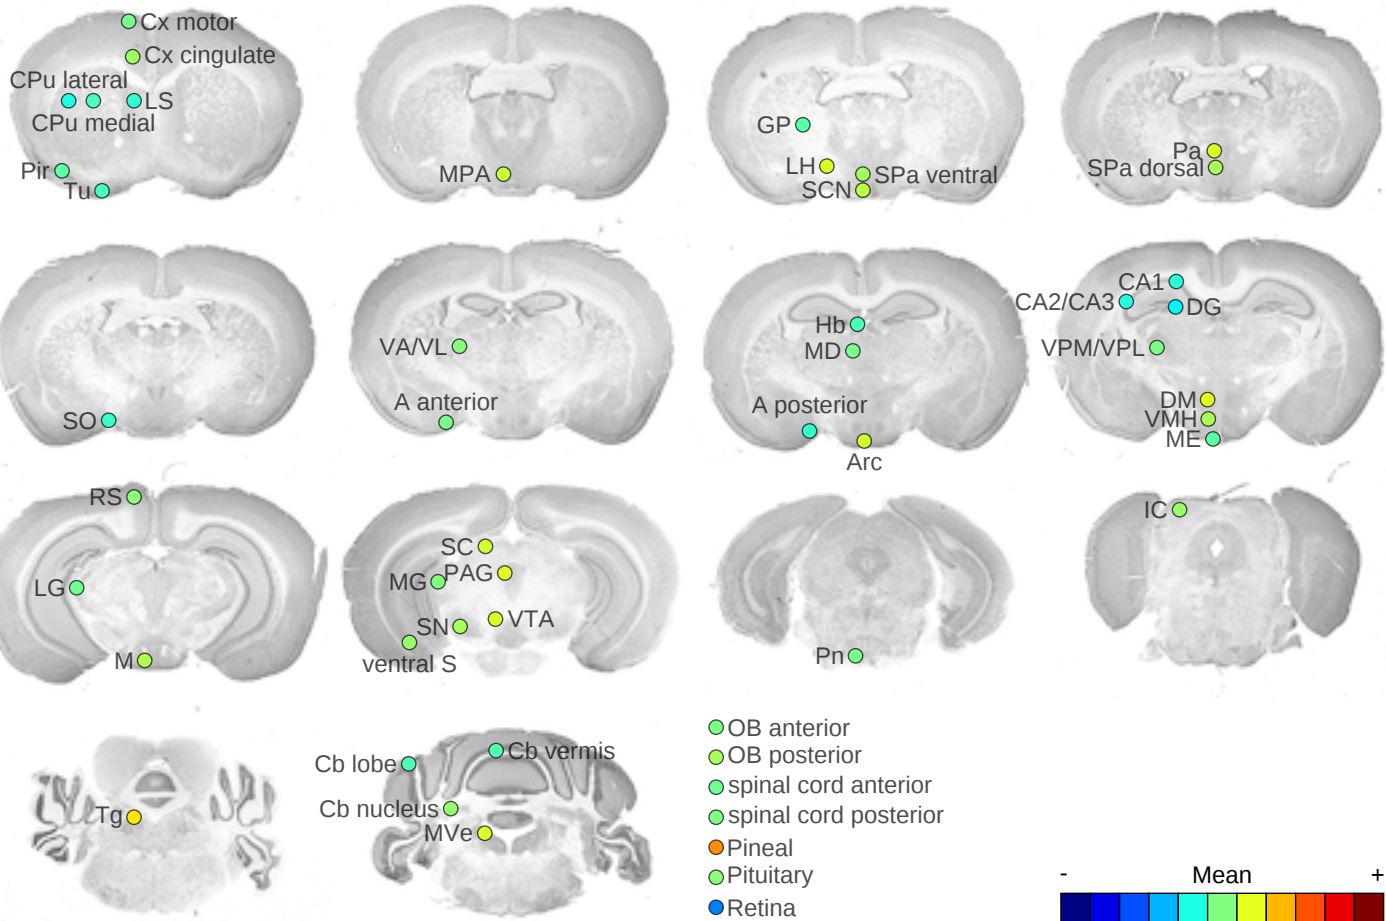 Cx motor
Cx cingulate
CPu lateral
LS
CPu medial
Pir
Tu
MPA
GP
LH
SPa ventral
SCN
Pa
SPa dorsal
SO
VA/VL
A anterior
Hb
MD
A posterior
Arc
CA1
CA2/CA3
DG
VPM/VPL
DM
VMH
ME
RS
LG
M
SC
PAG
MG
VTA
SN
ventral S
Pn
IC
Tg
Cb vermis
Cb lobe
Cb nucleus
MVe
OB anterior
OB posterior
spinal cord anterior
spinal cord posterior
Pineal
Pituitary
Retina
- Mean +